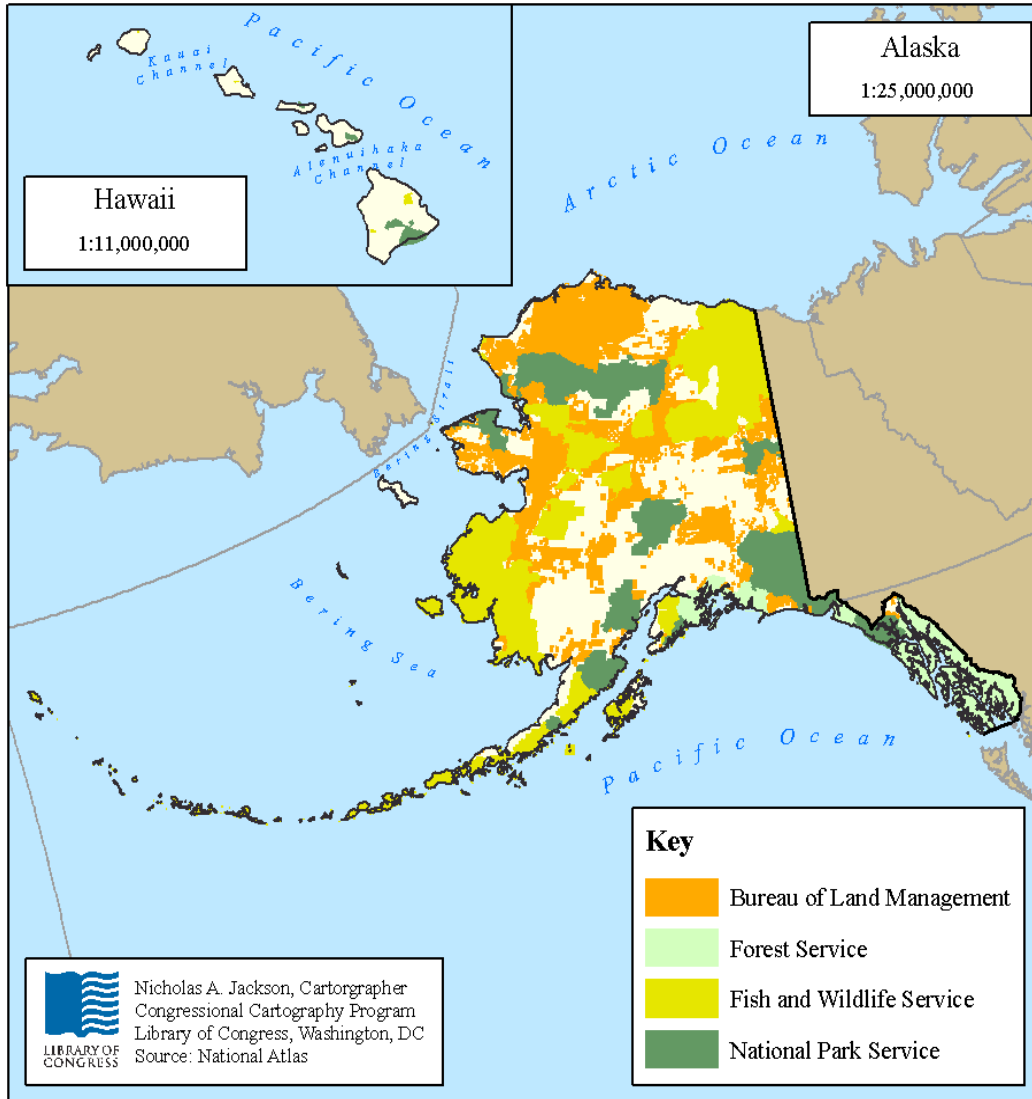 Pacific Ocean
Kauai
Channel
Alenuihaka
Channel
Hawaii
1:11,000,000
Alaska
1:25,000,000
Arctic Ocean
Bering Strait
Bering Sea
Pacific Ocean
Key
Bureau of Land Management
Forest Service
Fish and Wildlife Service
National Park Service
LIBRARY OF
CONGRESS
Nicholas A. Jackson, Cartorgrapher
Congressional Cartography Program
Library of Congress, Washington, DC
Source: National Atlas